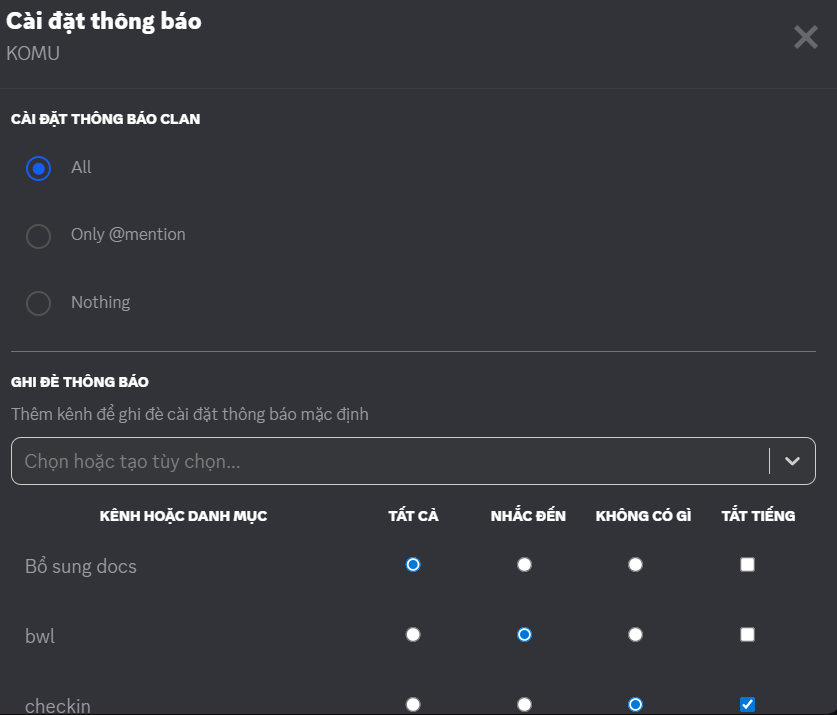 Cài đặt thông báo
KOMU
CÀI ĐẶT THÔNG BÁO CLAN
All
Only @mention
Nothing
GHI ĐÈ THÔNG BÁO
Thêm kênh để ghi đè cài đặt thông báo mặc định
Chọn hoặc tạo tùy chọn...
KÊNH HOẶC DANH MỤC TẤT CẢ NHẮC ĐẾN KHÔNG CÓ GÌ TẮT TIẾNG
Bổ sung docs
bwl
checkin